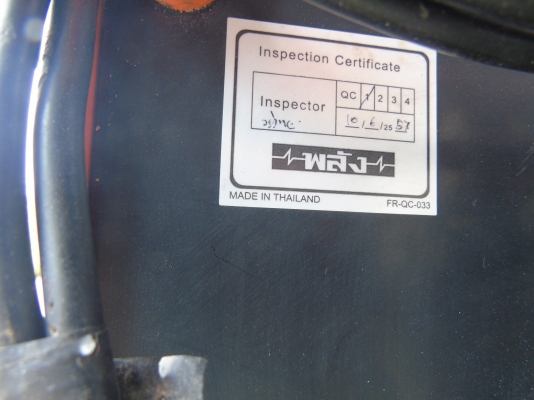 Inspection Certificate
Inspector
QC 1 2 3 4
10/6/2557
พลัง
MADE IN THAILAND
FR-QC-033